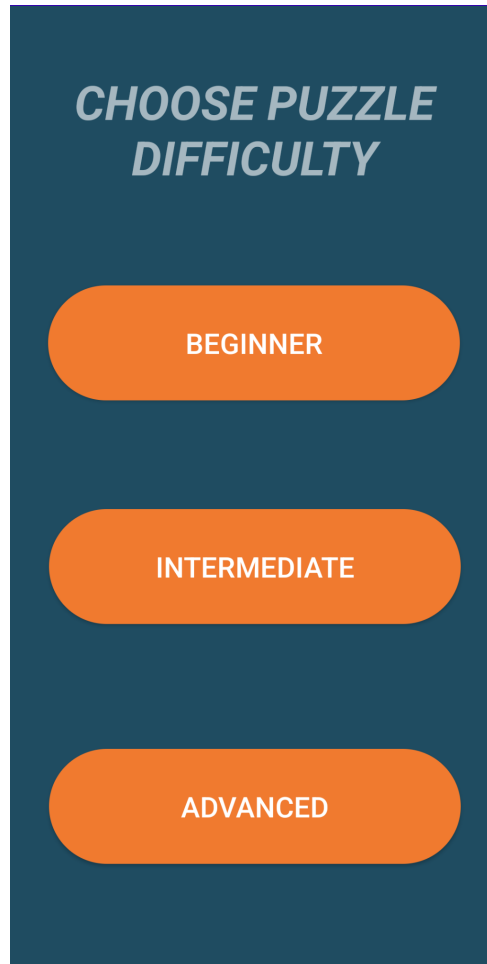 CHOOSE PUZZLE
DIFFICULTY
BEGINNER
INTERMEDIATE
ADVANCED